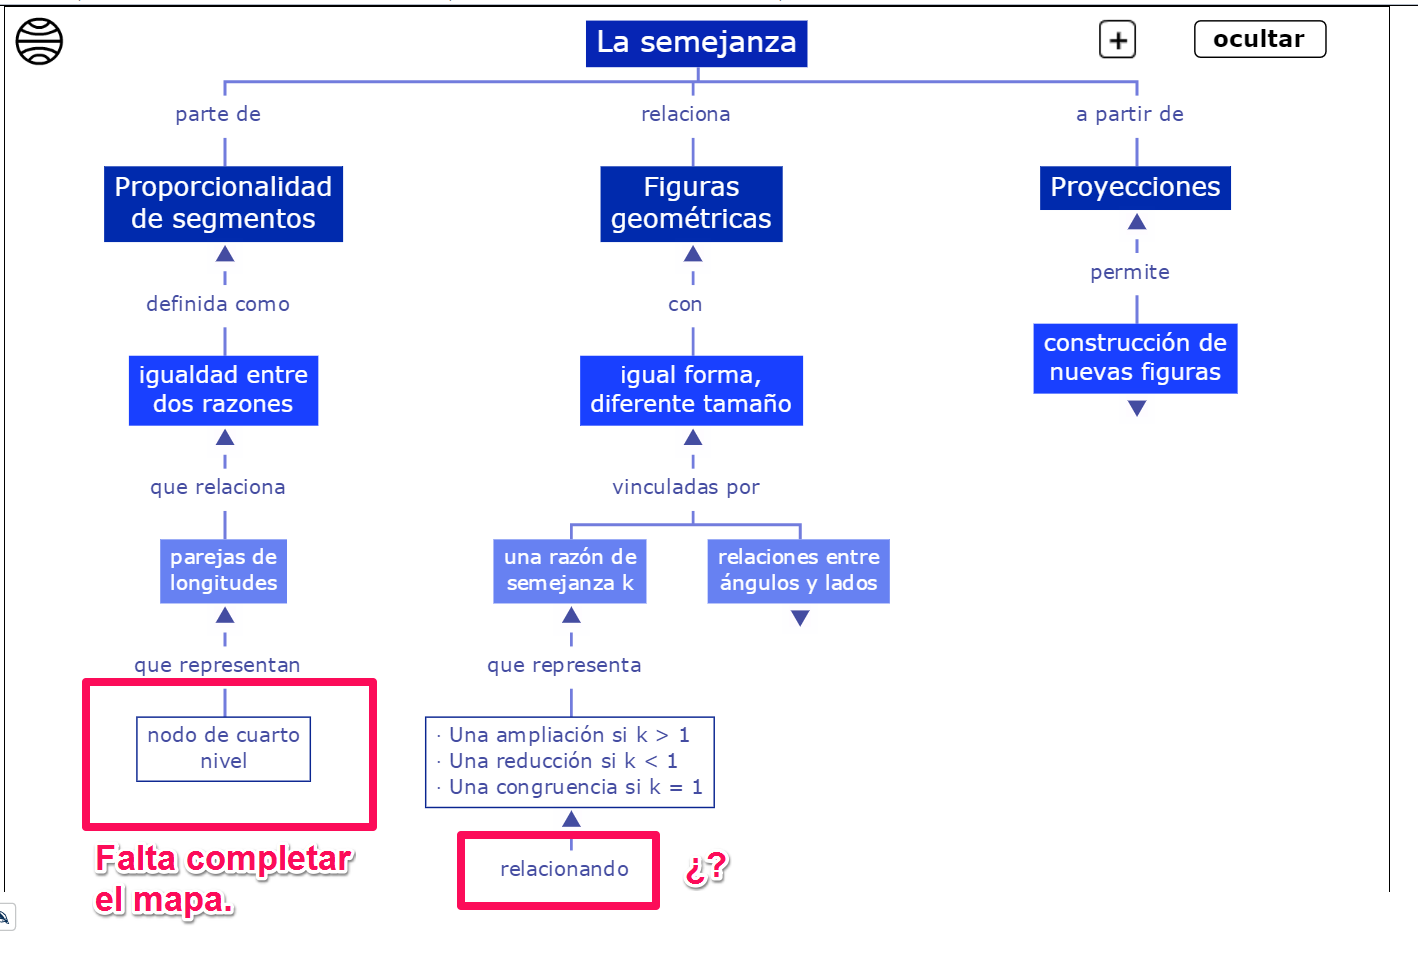 La semejanza
+
ocultar
parte de
relaciona
a partir de
Proporcionalidad
de segmentos
Figuras
geométricas
Proyecciones
definida como
con
permite
igualdad entre
dos razones
igual forma,
diferente tamaño
construcción de
nuevas figuras
que relaciona
vinculadas por
parejas de
longitudes
una razón de
semejanza k
relaciones entre
ángulos y lados
que representan
que representa
nodo de cuarto
nivel
· Una ampliación si k > 1
· Una reducción si k < 1
· Una congruencia si k = 1
Falta completar
el mapa.
relacionando
¿?